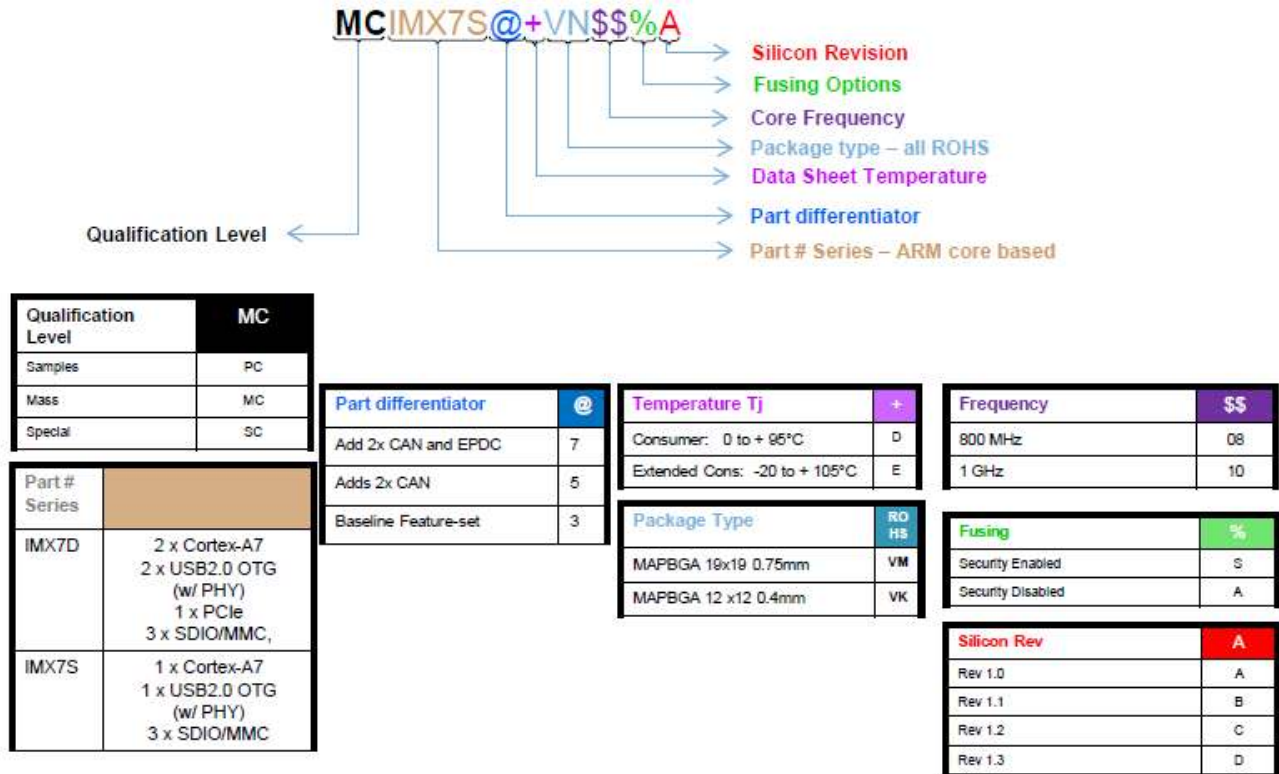 MCIMX7S@+VN$$%A
Silicon Revision
Fusing Options
Core Frequency
Package type – all ROHS
Data Sheet Temperature
Part differentiator
Qualification Level
Part # Series – ARM core based
Qualification
Level
MC
Samples PC
Mass MC
Special SC
Part #
Series
IMX7D
2 x Cortex-A7
2 x USB2.0 OTG
(w/ PHY)
1 x PCIe
3 x SDIO/MMC,
IMX7S
1 x Cortex-A7
1 x USB2.0 OTG
(w/ PHY)
3 x SDIO/MMC
Part differentiator @
Add 2x CAN and EPDC 7
Adds 2x CAN 5
Baseline Feature-set 3
Temperature Tj +
Consumer: 0 to + 95°C D
Extended Cons: -20 to + 105°C E
Package Type
RO
HS
MAPBGA 19x19 0.75mm VM
MAPBGA 12 x12 0.4mm VK
Frequency $$
800 MHz 08
1 GHz 10
Fusing %
Security Enabled S
Security Disabled A
Silicon Rev A
Rev 1.0 A
Rev 1.1 B
Rev 1.2 C
Rev 1.3 D